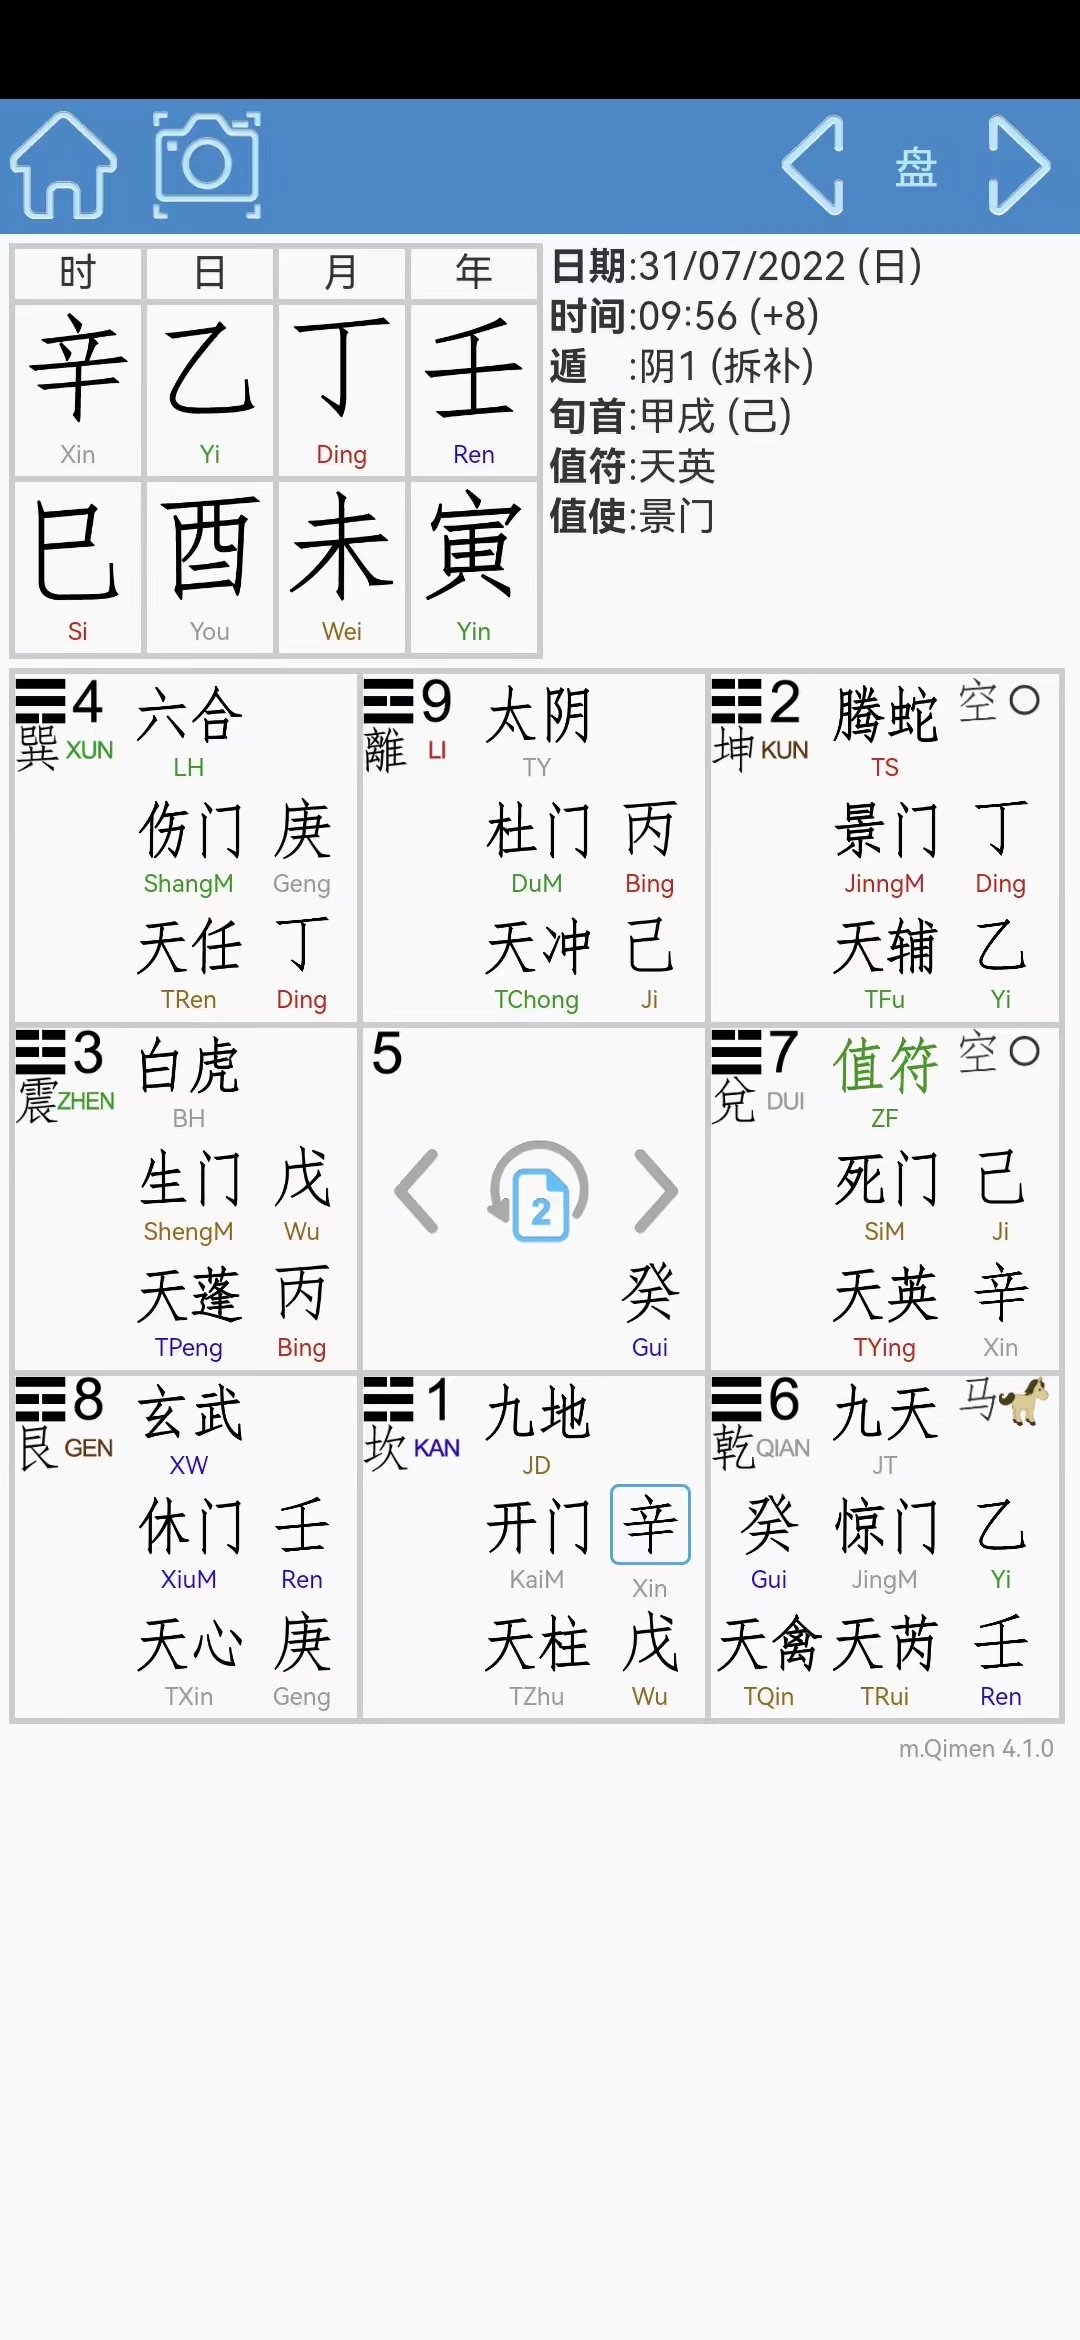 盘
时 日 月 年
辛 乙 丁 壬
Xin Yi Ding Ren
巳 酉 未 寅
Si You Wei Yin
日期:31/07/2022 (日)
时间:09:56 (+8)
遁 :阴1 (拆补)
旬首:甲戌 (己)
值符:天英
值使:景门
4 六合
巽 XUN
LH
伤门 庚
ShangM Geng
天任 丁
TRen Ding
9 太阴
離 LI
TY
杜门 丙
DuM Bing
天冲 己
TChong Ji
2 腾蛇 空
坤 KUN
TS
景门 丁
JinngM Ding
天辅 乙
TFu Yi
3 白虎
震 ZHEN
BH
生门 戊
ShengM Wu
天蓬 丙
TPeng Bing
5
2
癸
Gui
7 值符 空
兌 DUI
ZF
死门 己
SiM Ji
天英 辛
TYing Xin
8 玄武
艮 GEN
XW
休门 壬
XiuM Ren
天心 庚
TXin Geng
1 九地
坎 KAN
JD
开门 辛
KaiM Xin
天柱 戊
TZhu Wu
6 九天 马
乾 QIAN
JT
癸 惊门 乙
Gui JingM Yi
天禽 天芮 壬
TQin TRui Ren
m.Qimen 4.1.0